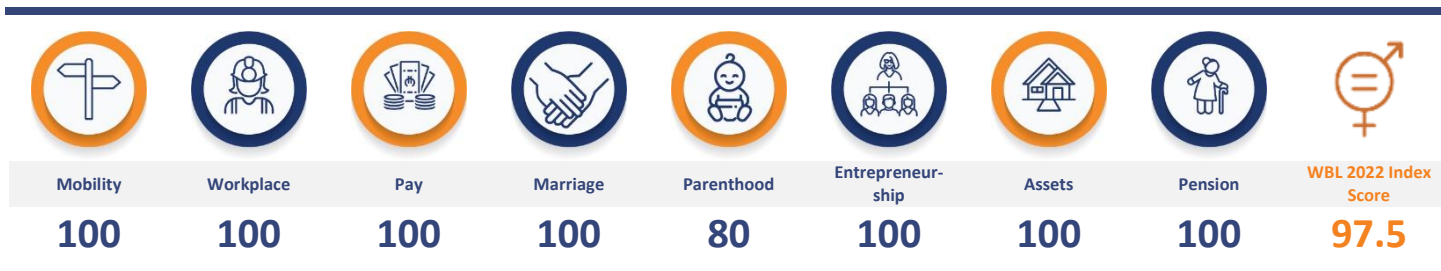 Mobility
Workplace
Pay
Marriage
Parenthood
Entrepreneur-
ship
Assets
Pension
WBL 2022 Index
Score
100
100
100
100
80
100
100
100
97.5